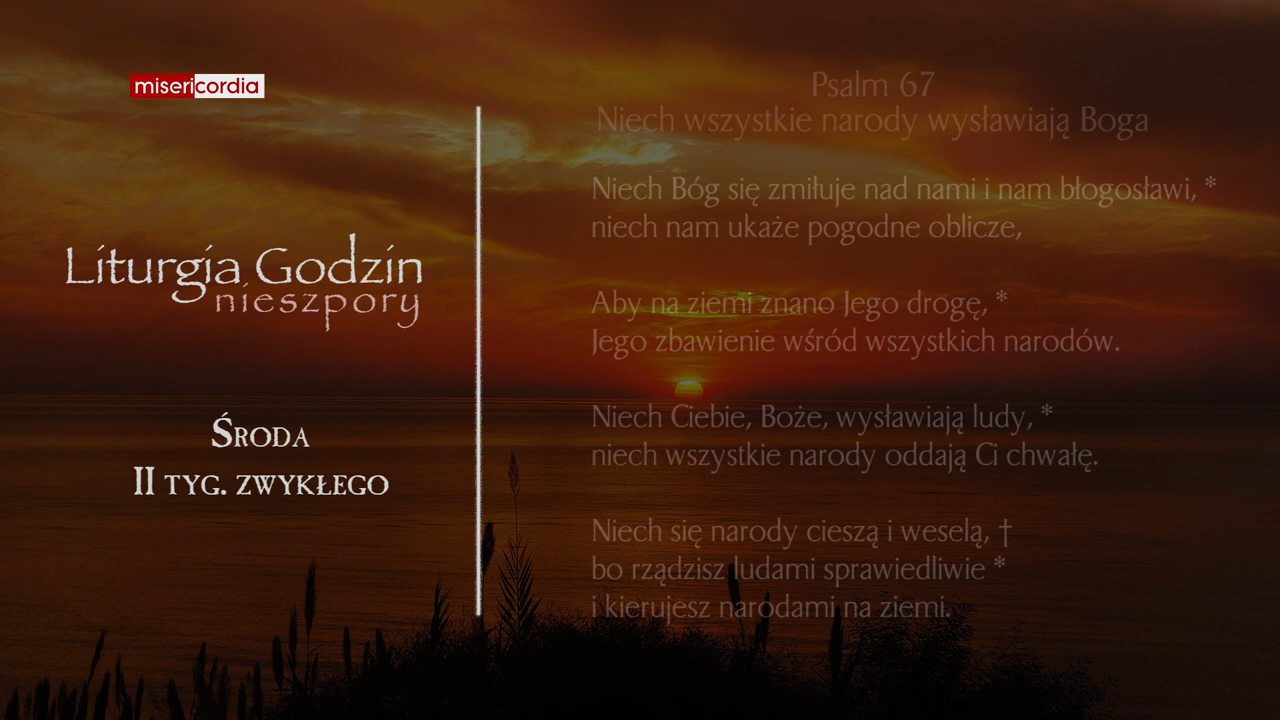 misericordia
Liturgia Godzin
nieszpory
Środa
II tyg. zwykłego
Psalm 67
Niech wszystkie narody wysławiają Boga
Niech Bóg się zmiłuje nad nami i nam błogosławi, *
niech nam ukaże pogodne oblicze,
Aby na ziemi znano Jego drogę, *
Jego zbawienie wśród wszystkich narodów.
Niech Ciebie, Boże, wysławiają ludy, *
niech wszystkie narody oddają Ci chwałę.
Niech się narody cieszą i weselą, †
bo rządzisz ludami sprawiedliwie *
i kierujesz narodami na ziemi.